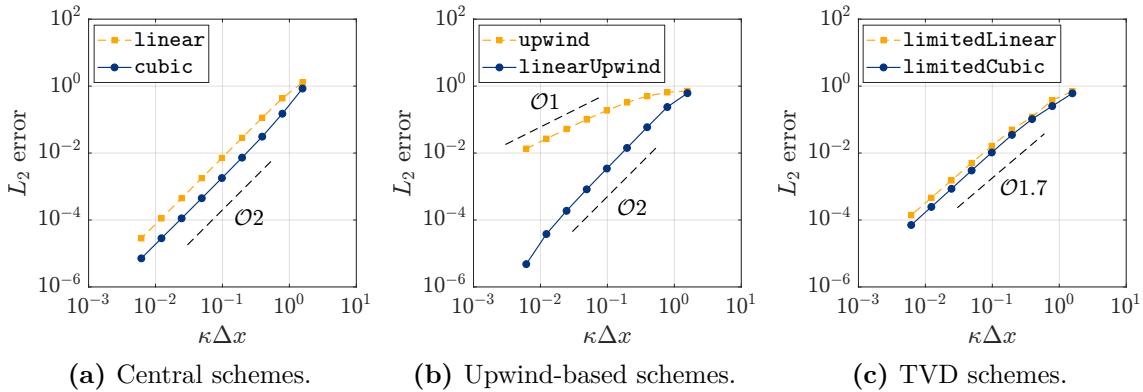 10^2
10^0
10^-2
10^-4
10^-6
L_2 error
linear
cubic
𝒪2
10^-3 10^-2 10^-1 10^0 10^1
κΔx
(a) Central schemes.
10^2
10^0
10^-2
10^-4
10^-6
L_2 error
upwind
linearUpwind
𝒪1
𝒪2
10^-3 10^-2 10^-1 10^0 10^1
κΔx
(b) Upwind-based schemes.
10^2
10^0
10^-2
10^-4
10^-6
L_2 error
limitedLinear
limitedCubic
𝒪1.7
10^-3 10^-2 10^-1 10^0 10^1
κΔx
(c) TVD schemes.